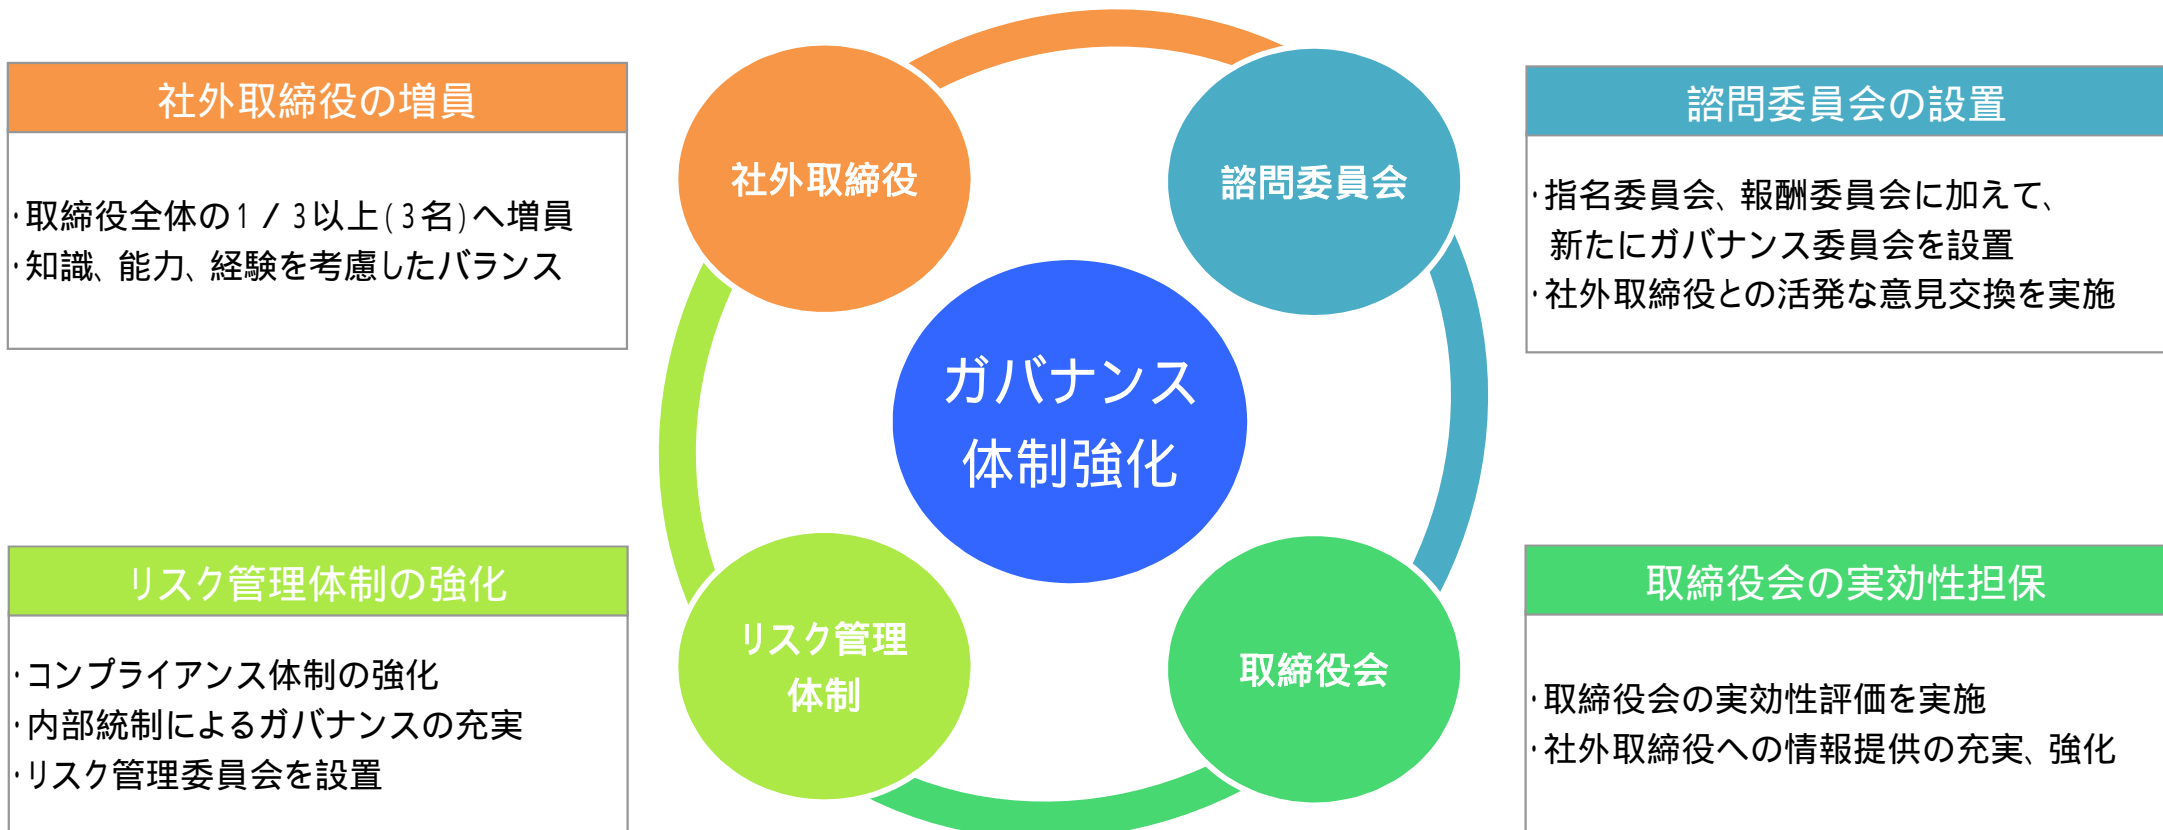 社外取締役の増員
・取締役全体の1/3以上(3名)へ増員
・知識、能力、経験を考慮したバランス
社外取締役
諮問委員会
諮問委員会の設置
・指名委員会、報酬委員会に加えて、
新たにガバナンス委員会を設置
・社外取締役との活発な意見交換を実施
ガバナンス
体制強化
リスク管理体制の強化
・コンプライアンス体制の強化
・内部統制によるガバナンスの充実
・リスク管理委員会を設置
リスク管理
体制
取締役会
取締役会の実効性担保
・取締役会の実効性評価を実施
・社外取締役への情報提供の充実、強化